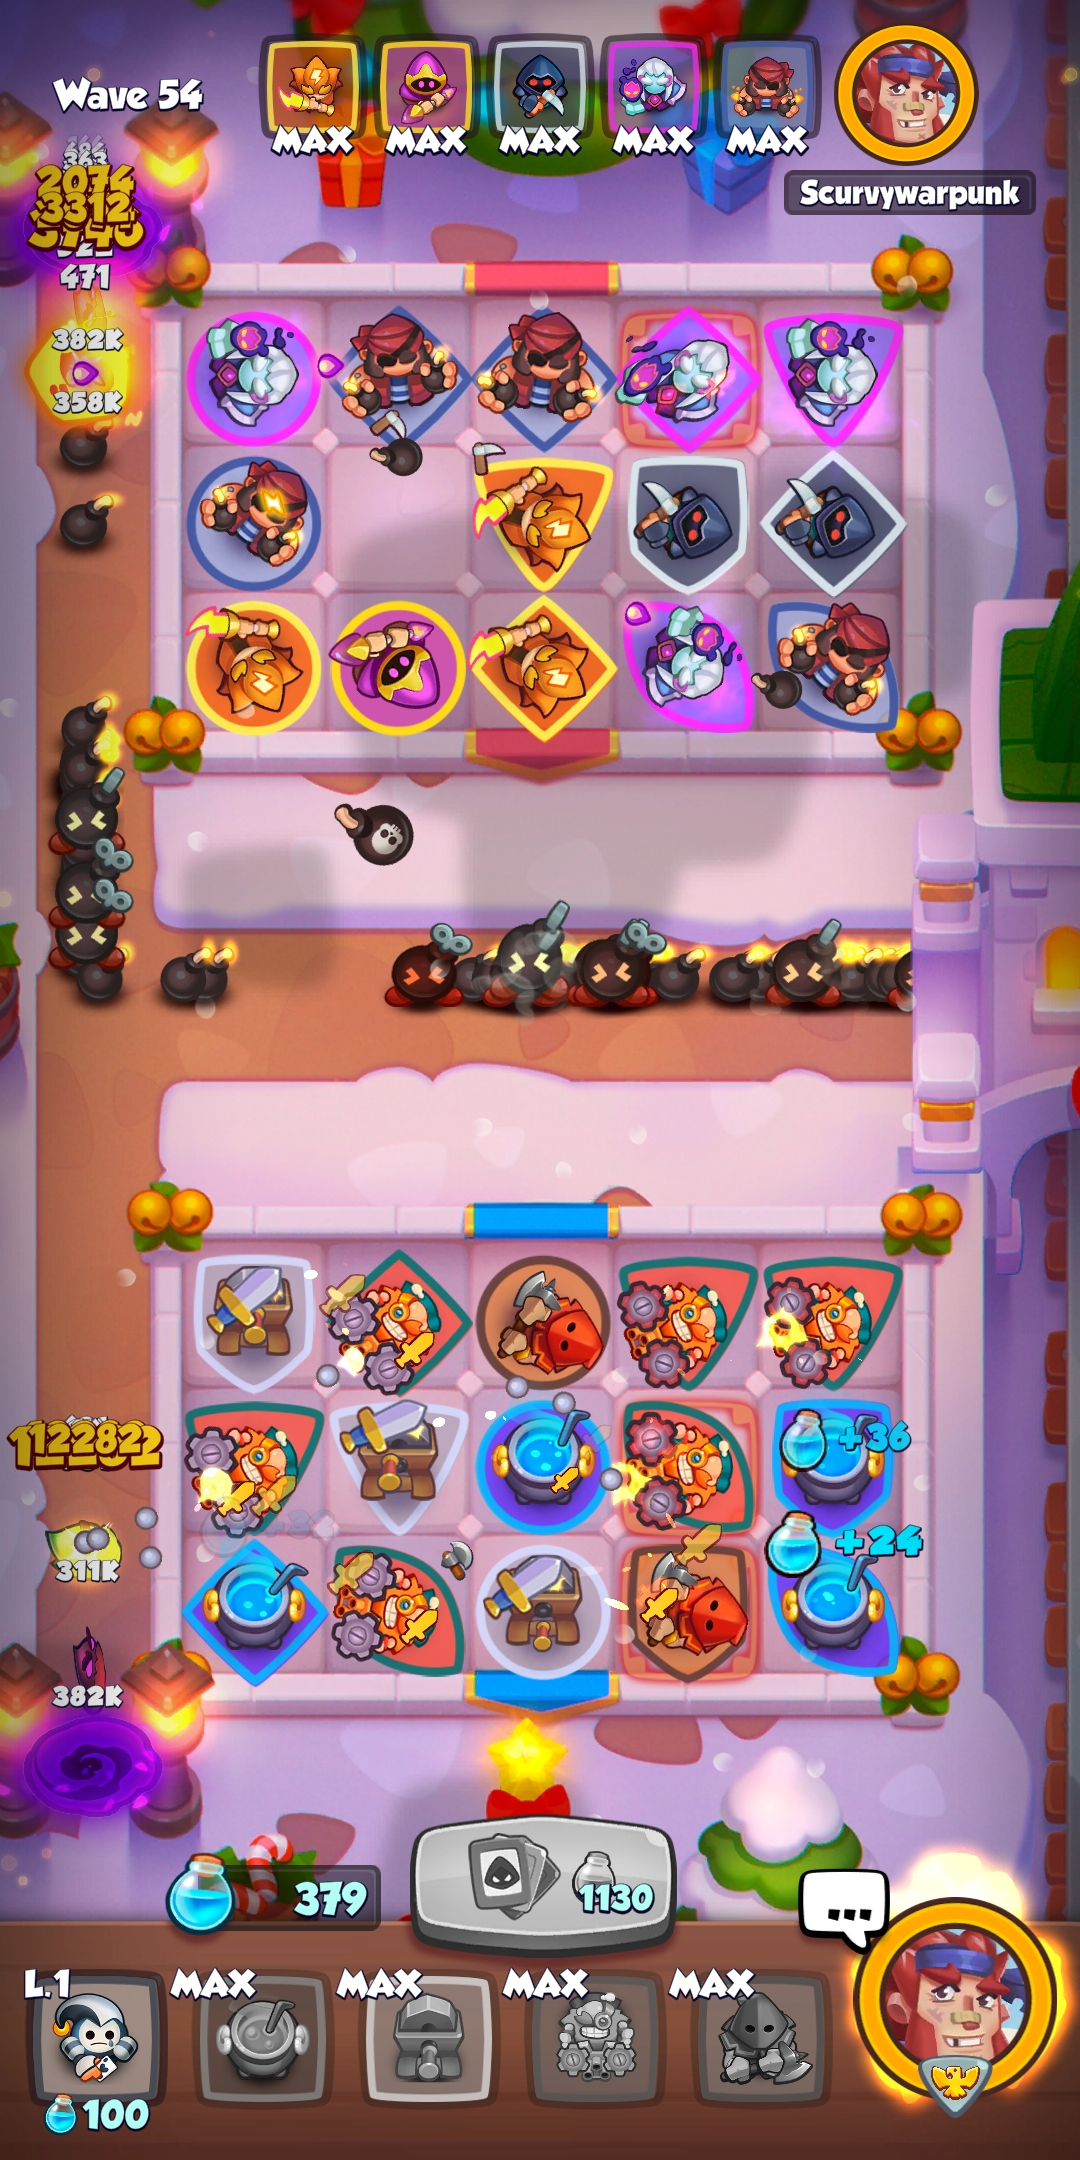 Wave 54
MAX
MAX
MAX
MAX
MAX
Scurvywarpunk
2074
3312
471
382K
358K
1122822
+36
311K
+24
382K
379
1130
...
L.1
MAX
MAX
MAX
MAX
100